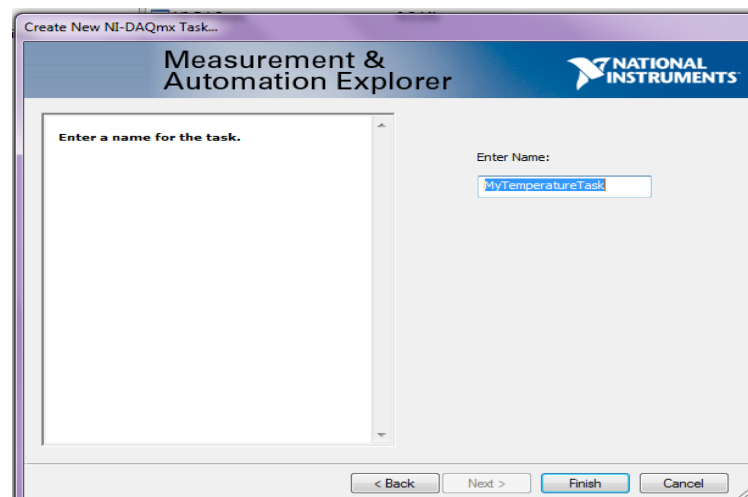 Create New NI-DAQmx Task...
Measurement &
Automation Explorer
NATIONAL
INSTRUMENTS
Enter a name for the task.
Enter Name:
MyTemperatureTask
< Back
Next >
Finish
Cancel